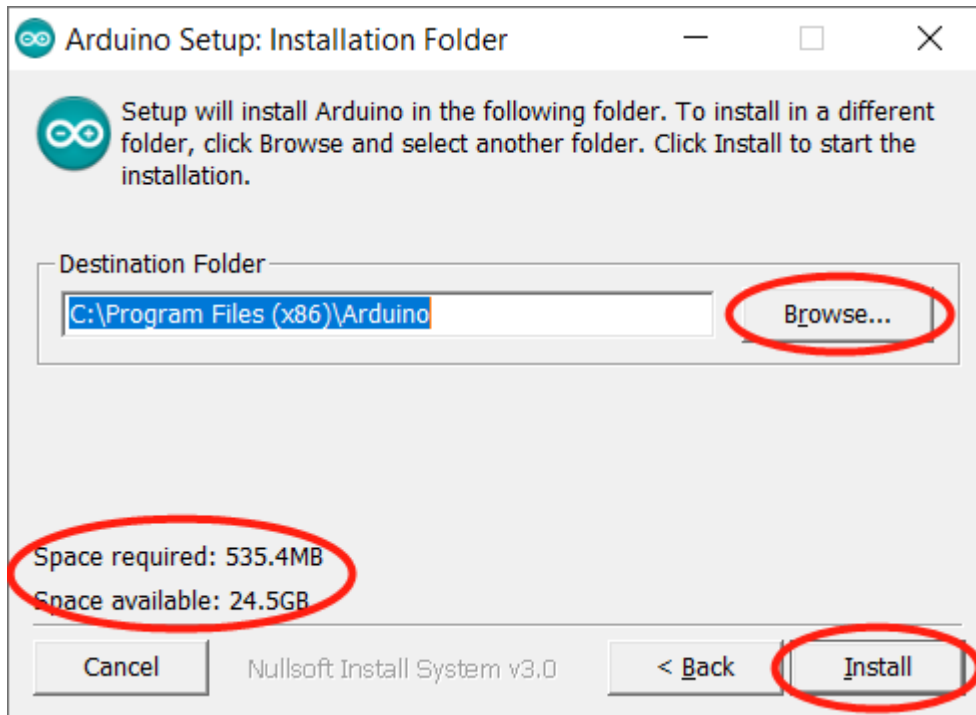 Arduino Setup: Installation Folder
Setup will install Arduino in the following folder. To install in a different
folder, click Browse and select another folder. Click Install to start the
installation.
Destination Folder
C:\Program Files (x86)\Arduino
Browse...
Space required: 535.4MB
Space available: 24.5GB
Cancel
Nullsoft Install System v3.0
< Back
Install